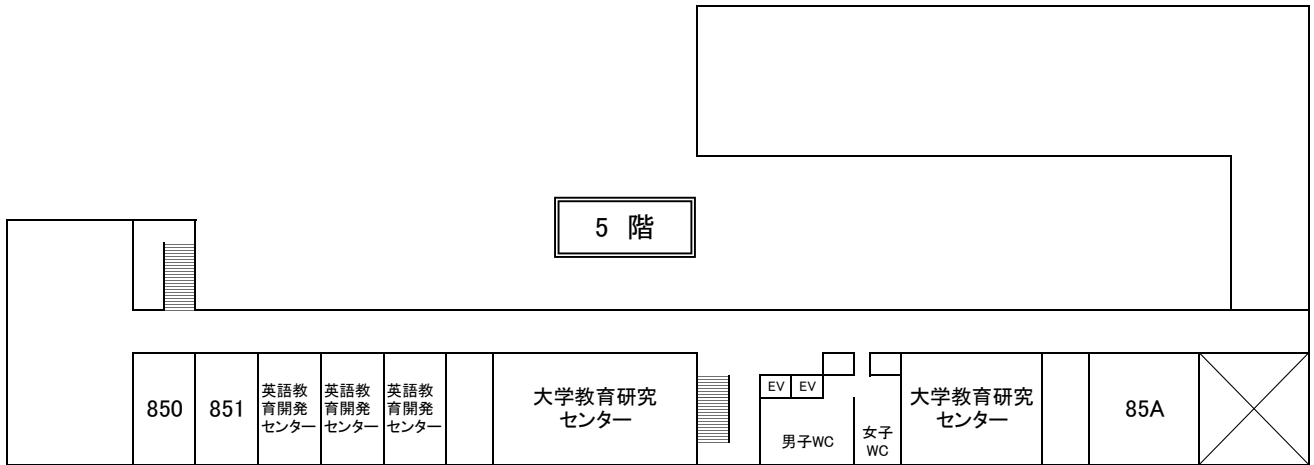 5 階
850
851
英語教
育開発
センター
英語教
育開発
センター
英語教
育開発
センター
大学教育研究
センター
EV
EV
男子WC
女子
WC
大学教育研究
センター
85A